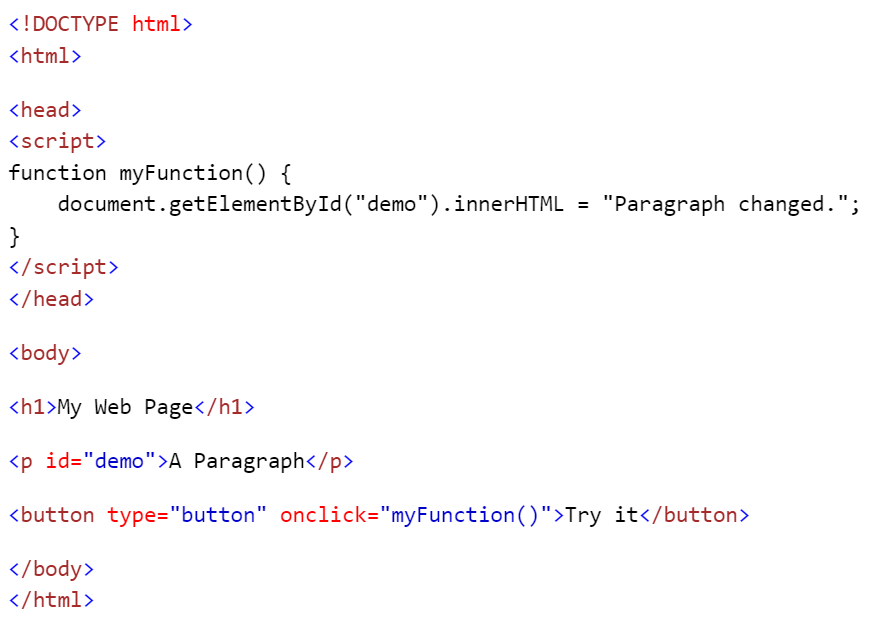 <!DOCTYPE html>
<html>
<head>
<script>
function myFunction() {
    document.getElementById("demo").innerHTML = "Paragraph changed.";
}
</script>
</head>
<body>
<h1>My Web Page</h1>
<p id="demo">A Paragraph</p>
<button type="button" onclick="myFunction()">Try it</button>
</body>
</html>